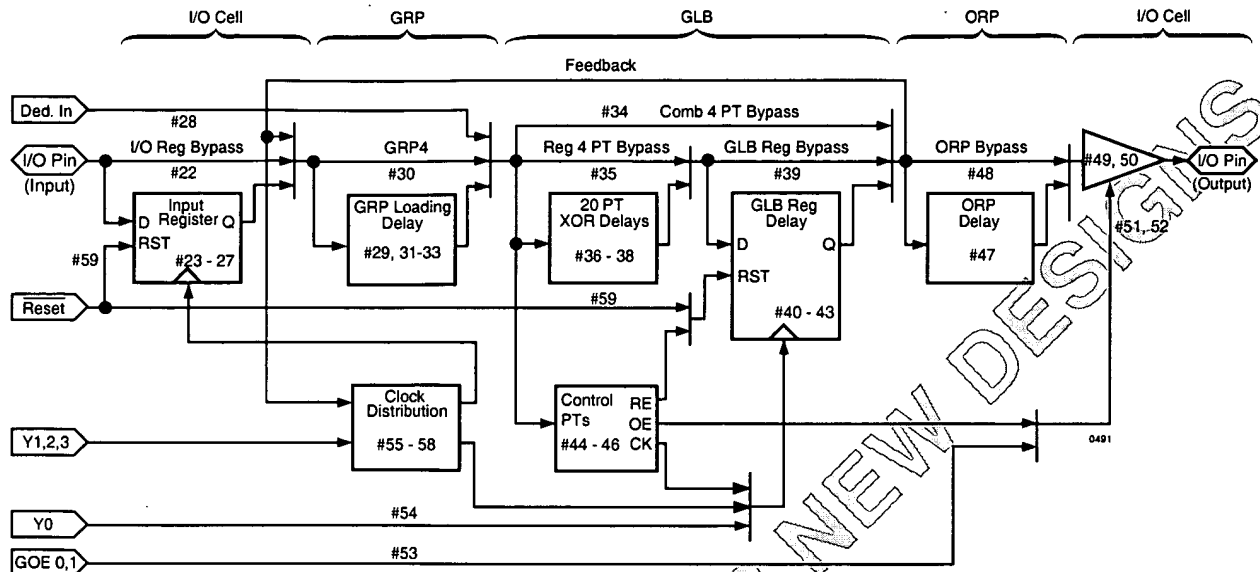 I/O Cell GRP GLB ORP I/O Cell
Feedback
Ded. In
#28
#34 Comb 4 PT Bypass
I/O Pin
(Input)
I/O Reg Bypass
#22
GRP4
#30
Reg 4 PT Bypass
#35
GLB Reg Bypass
#39
ORP Bypass
#48
#49, 50
I/O Pin
(Output)
#51, 52
Input
Register
D Q
RST
#23 - 27
#59
GRP Loading
Delay
#29, 31-33
20 PT
XOR Delays
#36 - 38
GLB Reg
Delay
D Q
RST
#40 - 43
ORP
Delay
#47
Reset
#59
Clock
Distribution
#55 - 58
Control
PTs
#44 - 46
RE
OE
CK
0491
Y1,2,3
Y0
#54
GOE 0,1
#53
NEW DESIGNS